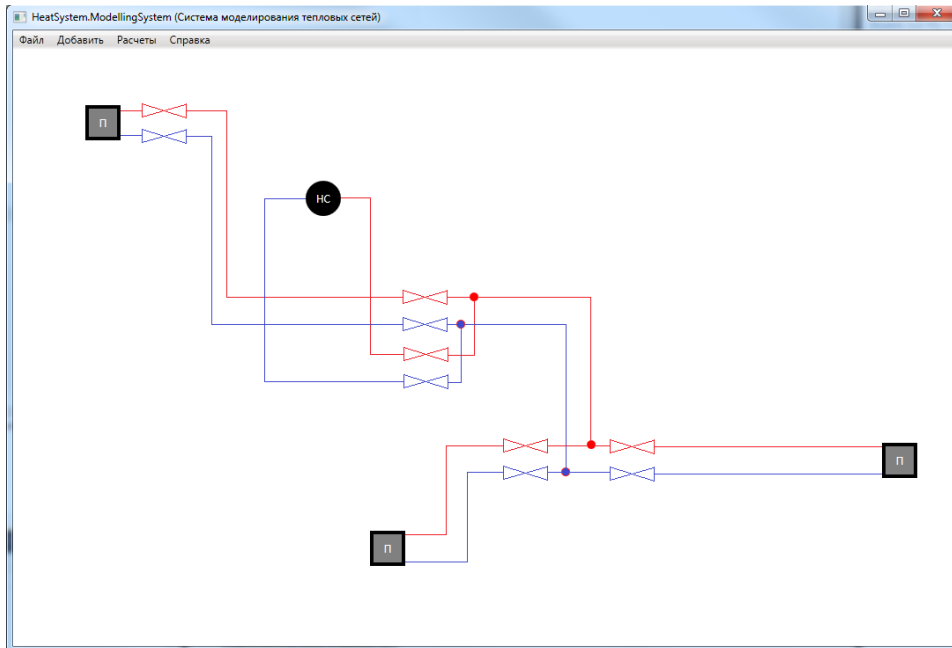 HeatSystem.ModellingSystem (Система моделирования тепловых сетей)
Файл Добавить Расчеты Справка
П
НС
П
П